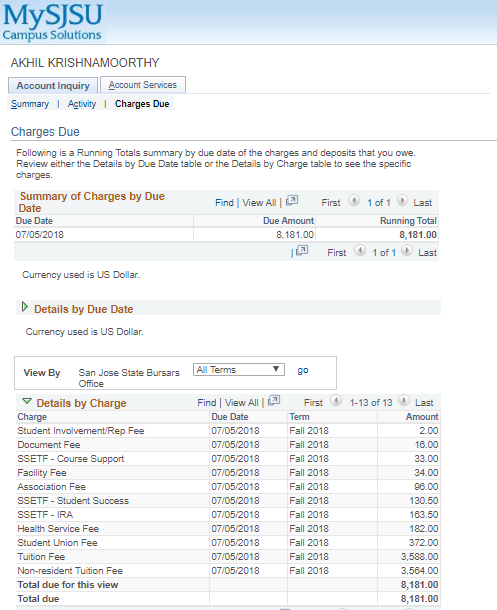 MySJSU
Campus Solutions
AKHIL KRISHNAMOORTHY
Account Inquiry Account Services
Summary | Activity | Charges Due
Charges Due
Following is a Running Totals summary by due date of the charges and deposits that you owe.
Review either the Details by Due Date table or the Details by Charge table to see the specific
charges.
Summary of Charges by Due
Date
Find | View All | First 1 of 1 Last
Due Date Due Amount Running Total
07/05/2018 8,181.00 8,181.00
| First 1 of 1 Last
Currency used is US Dollar.
Details by Due Date
Currency used is US Dollar.
View By San Jose State Bursars
Office
All Terms go
Details by Charge Find | View All | First 1-13 of 13 Last
Charge Due Date Term Amount
Student Involvement/Rep Fee 07/05/2018 Fall 2018 2.00
Document Fee 07/05/2018 Fall 2018 16.00
SSETF - Course Support 07/05/2018 Fall 2018 33.00
Facility Fee 07/05/2018 Fall 2018 34.00
Association Fee 07/05/2018 Fall 2018 96.00
SSETF - Student Success 07/05/2018 Fall 2018 130.50
SSETF - IRA 07/05/2018 Fall 2018 163.50
Health Service Fee 07/05/2018 Fall 2018 182.00
Student Union Fee 07/05/2018 Fall 2018 372.00
Tuition Fee 07/05/2018 Fall 2018 3,588.00
Non-resident Tuition Fee 07/05/2018 Fall 2018 3,564.00
Total due for this view 8,181.00
Total due 8,181.00